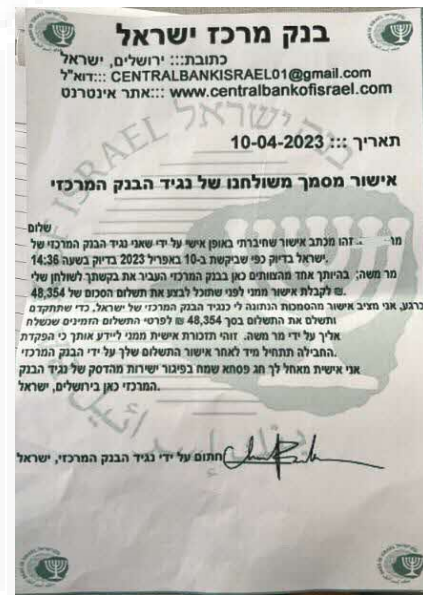 בנק מרכז ישראל
כתובת::: ירושלים, ישראל
דוא"ל::: CENTRALBANKISRAEL01@gmail.com
אתר אינטרנט::: www.centralbankofisrael.com
תאריך ::: 10-04-2023
אישור מסמך משולחנו של נגיד הבנק המרכזי
שלום
מר זהו מכתב אישור שחיברתי באופן אישי על ידי שאני נגיד הבנק המרכזי של
ישראל בדיוק כפי שביקשת ב-10 באפריל 2023 בדיוק בשעה 14:36.
מר משה; בהיותך אחד מהצוותים כאן בבנק המרכזי העביר את בקשתך לשולחן שלי
לקבלת אישור ממני לפני שתוכל לבצע את תשלום הסכום של 48,354 ₪.
ברגע, אני מציב אישור מהסמכות הנתונה לי כנגיד הבנק המרכזי של ישראל, כדי שתתקדם
ותשלם את התשלום בסך 48,354 ₪ לפרטי התשלום הזמינים שנשלח
אליך על ידי מר משה. זוהי תזכורת אישית ממני ליידע אותך כי הפקדת
החבילה תתחיל מיד לאחר אישור התשלום שלך על ידי הבנק המרכזי.
אני אישית מאחל לך חג פסחא שמח בפיגור ישירות מהדסק של נגיד הבנק
המרכזי כאן בירושלים, ישראל.
חתום על ידי נגיד הבנק המרכזי, ישראל